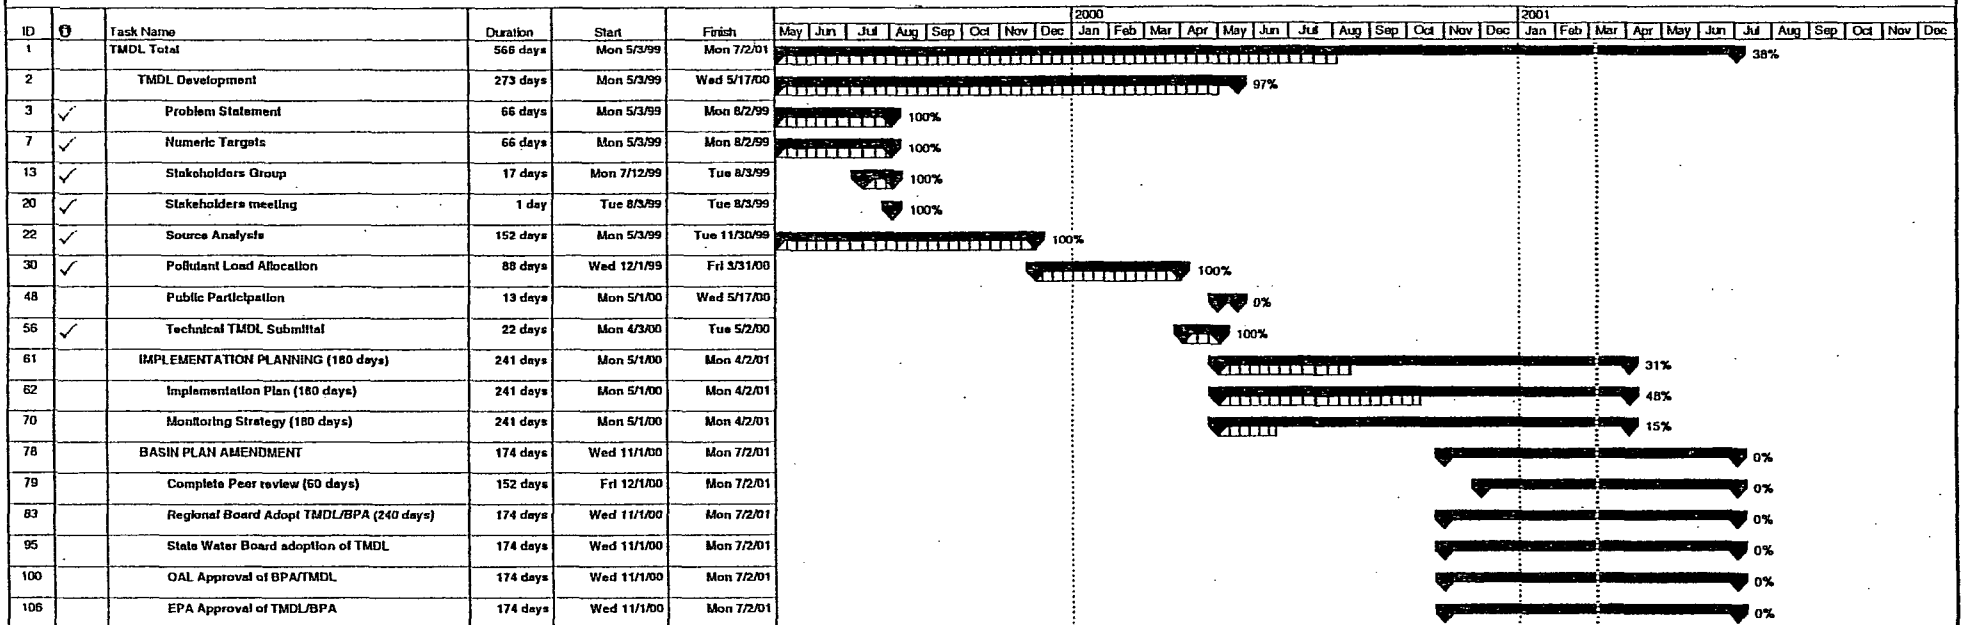 2000 2001
ID Task Name Duration Start Finish May Jun Jul Aug Sep Oct Nov Dec Jan Feb Mar Apr May Jun Jul Aug Sep Oct Nov Dec Jan Feb Mar Apr May Jun Jul Aug Sep Oct Nov Dec
1 TMDL Total 566 days Mon 5/3/99 Mon 7/2/01 38%
2 TMDL Development 273 days Mon 5/3/99 Wed 5/17/00 97%
3 Problem Statement 66 days Mon 5/3/99 Mon 8/2/99 100%
7 Numeric Targets 66 days Mon 5/3/99 Mon 8/2/99 100%
13 Stakeholders Group 17 days Mon 7/12/99 Tue 8/3/99 100%
20 Stakeholders meeting 1 day Tue 8/3/99 Tue 8/3/99 100%
22 Source Analysis 152 days Mon 5/3/99 Tue 11/30/99 100%
30 Pollutant Load Allocation 88 days Wed 12/1/99 Fri 3/31/00 100%
48 Public Participation 13 days Mon 5/1/00 Wed 5/17/00 0%
56 Technical TMDL Submittal 22 days Mon 4/3/00 Tue 5/2/00 100%
61 IMPLEMENTATION PLANNING (180 days) 241 days Mon 5/1/00 Mon 4/2/01 31%
62 Implementation Plan (180 days) 241 days Mon 5/1/00 Mon 4/2/01 48%
70 Monitoring Strategy (180 days) 241 days Mon 5/1/00 Mon 4/2/01 15%
78 BASIN PLAN AMENDMENT 174 days Wed 11/1/00 Mon 7/2/01 0%
79 Complete Peer review (60 days) 152 days Fri 12/1/00 Mon 7/2/01 0%
83 Regional Board Adopt TMDL/BPA (240 days) 174 days Wed 11/1/00 Mon 7/2/01 0%
95 State Water Board adoption of TMDL 174 days Wed 11/1/00 Mon 7/2/01 0%
100 OAL Approval of BPA/TMDL 174 days Wed 11/1/00 Mon 7/2/01 0%
106 EPA Approval of TMDL/BPA 174 days Wed 11/1/00 Mon 7/2/01 0%